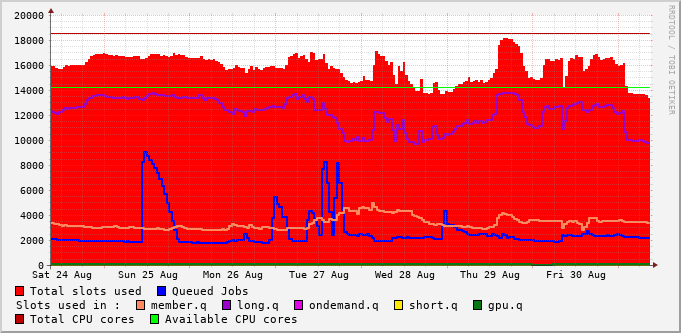 20000
18000
16000
14000
12000
10000
8000
6000
4000
2000
0
Sat 24 Aug Sun 25 Aug Mon 26 Aug Tue 27 Aug Wed 28 Aug Thu 29 Aug Fri 30 Aug
Total slots used Queued Jobs
Slots used in : member.q long.q ondemand.q short.q gpu.q
Total CPU cores Available CPU cores
RRDTOOL / TOBI OETIKER